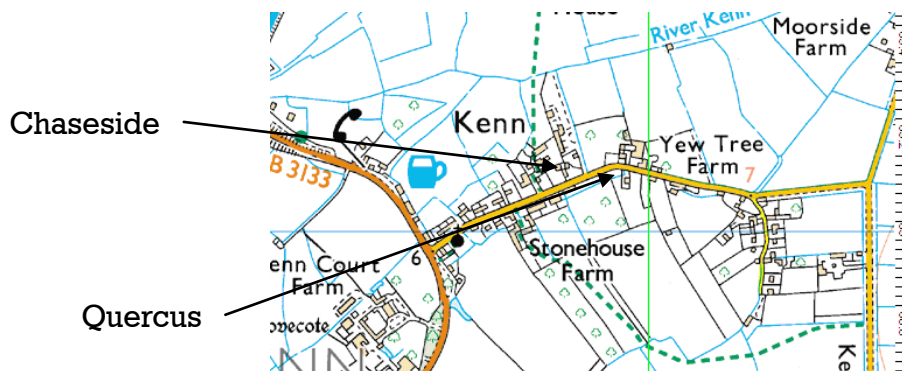 River Kenn
Moorside
Farm
Chaseside
Kenn
B 3133
Yew Tree
Farm
7
6
Stonehouse
Farm
enn Court
Farm
Quercus
ovecote
NN
Ke